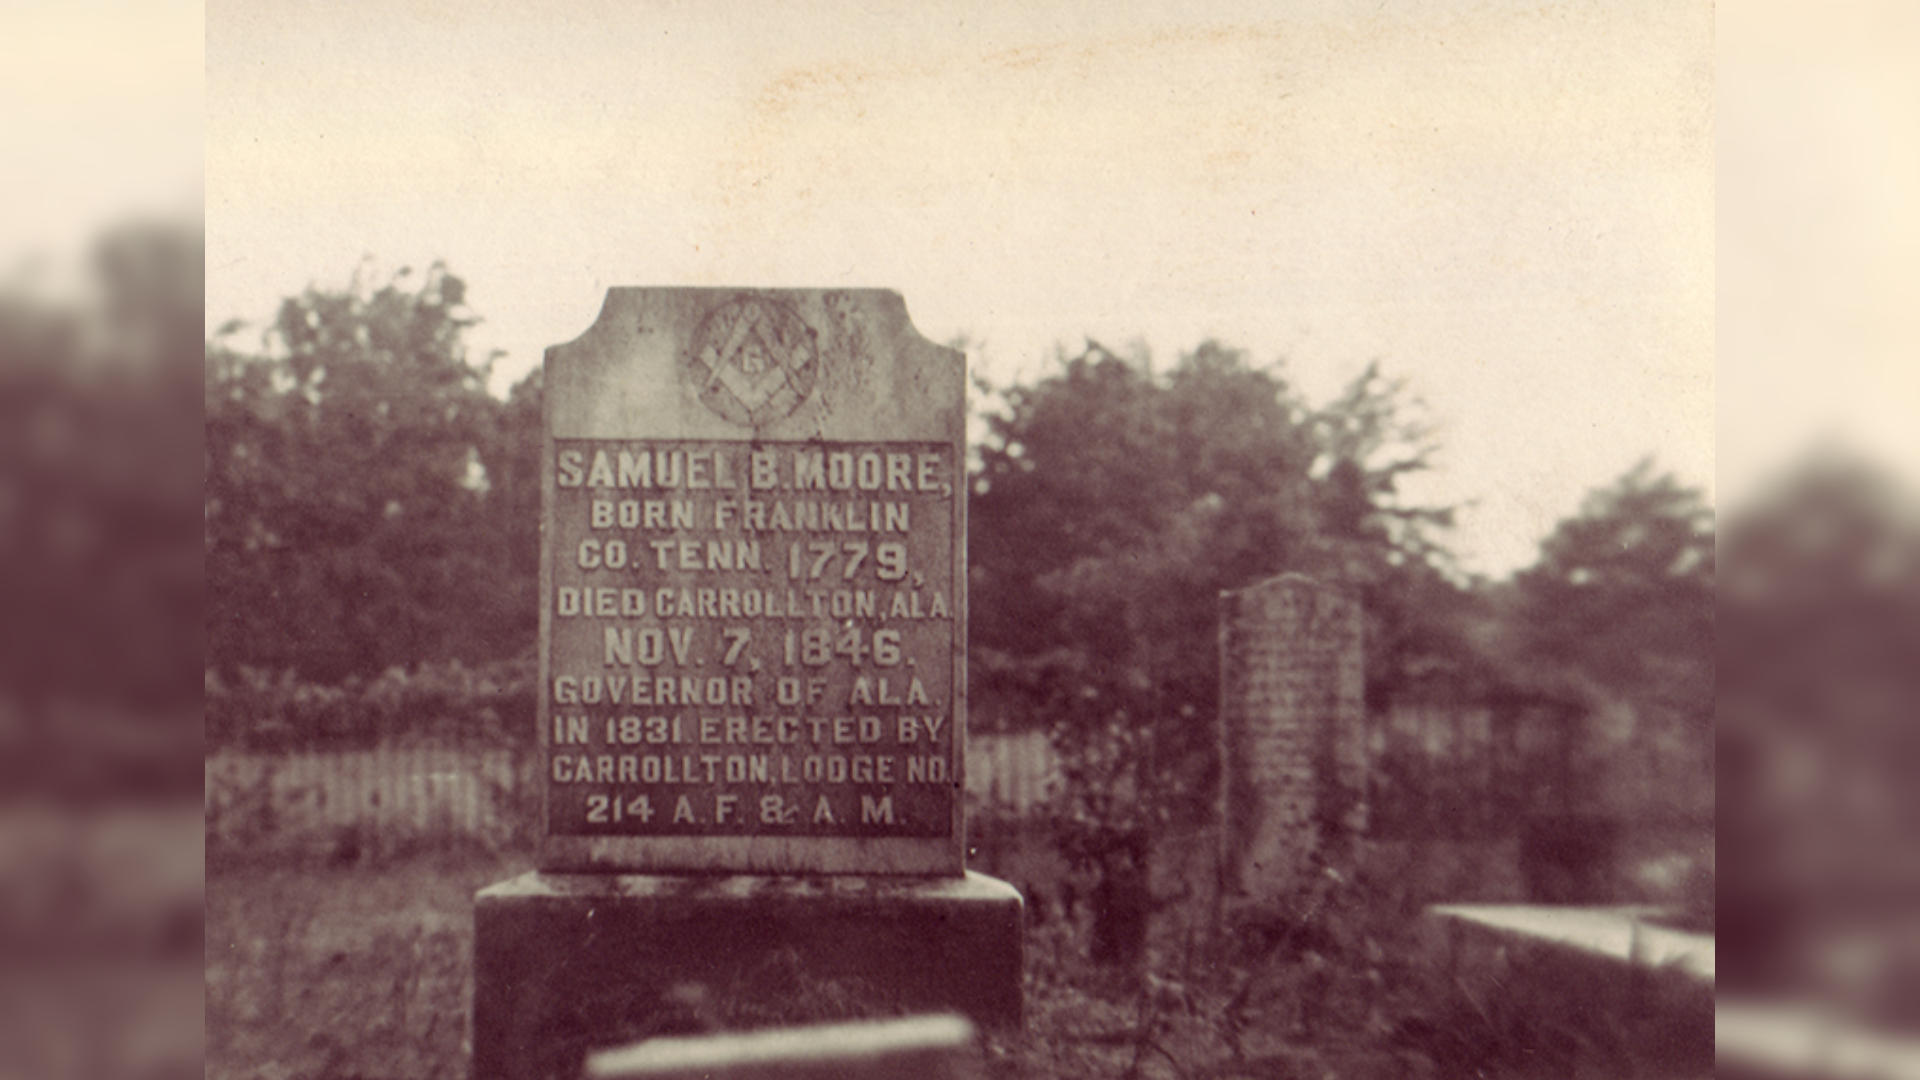 G
SAMUEL B. MOORE,
BORN FRANKLIN
CO. TENN. 1779,
DIED CARROLLTON, ALA.
NOV. 7, 1846.
GOVERNOR OF ALA.
IN 1831. ERECTED BY
CARROLLTON, LODGE NO.
214 A. F. & A. M.